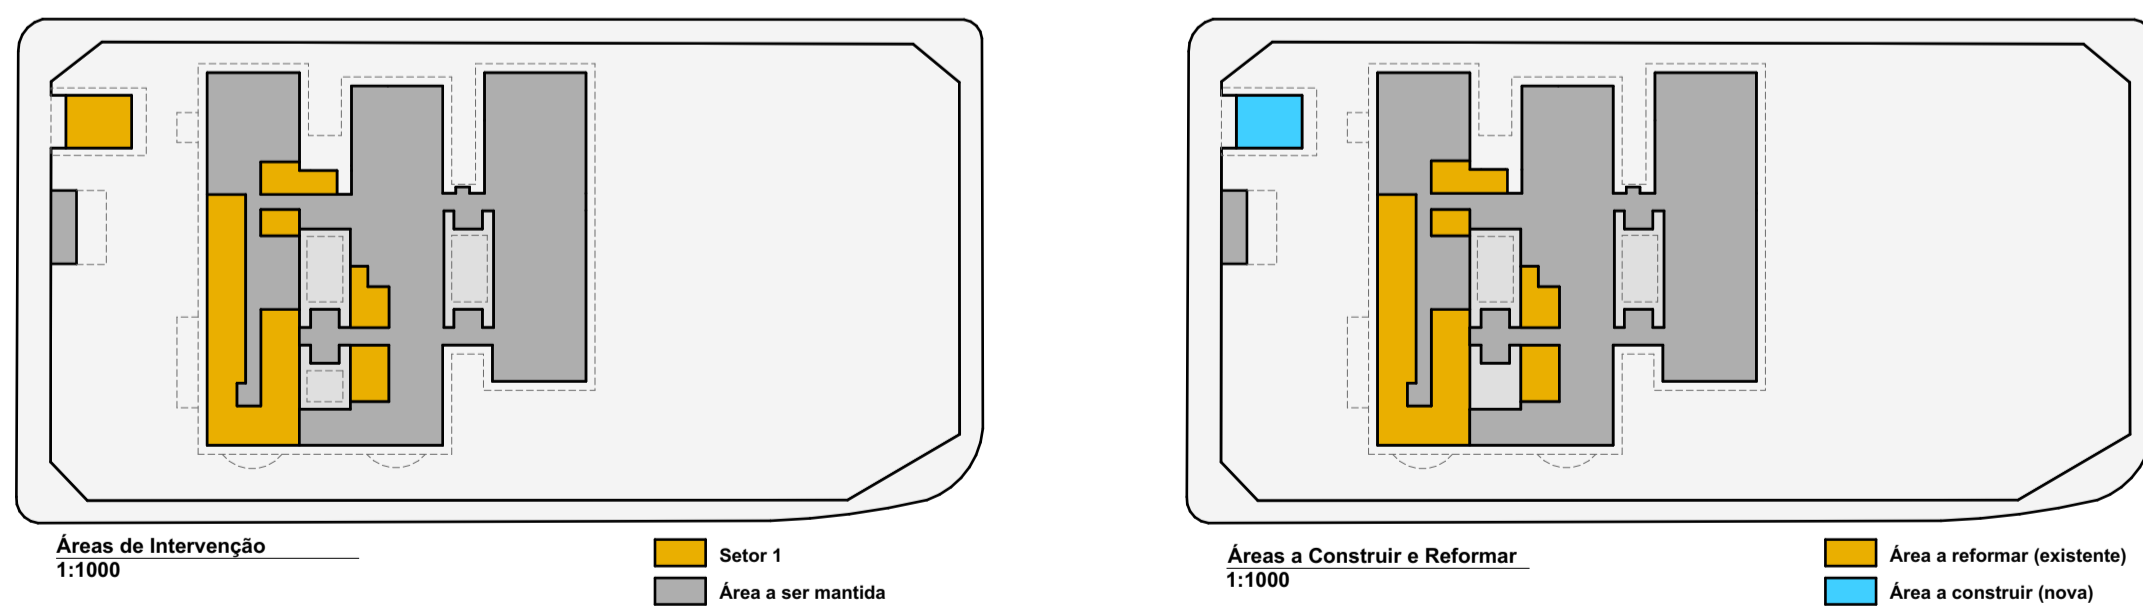 Áreas de Intervenção
1:1000
Setor 1
Área a ser mantida
Áreas a Construir e Reformar
1:1000
Área a reformar (existente)
Área a construir (nova)